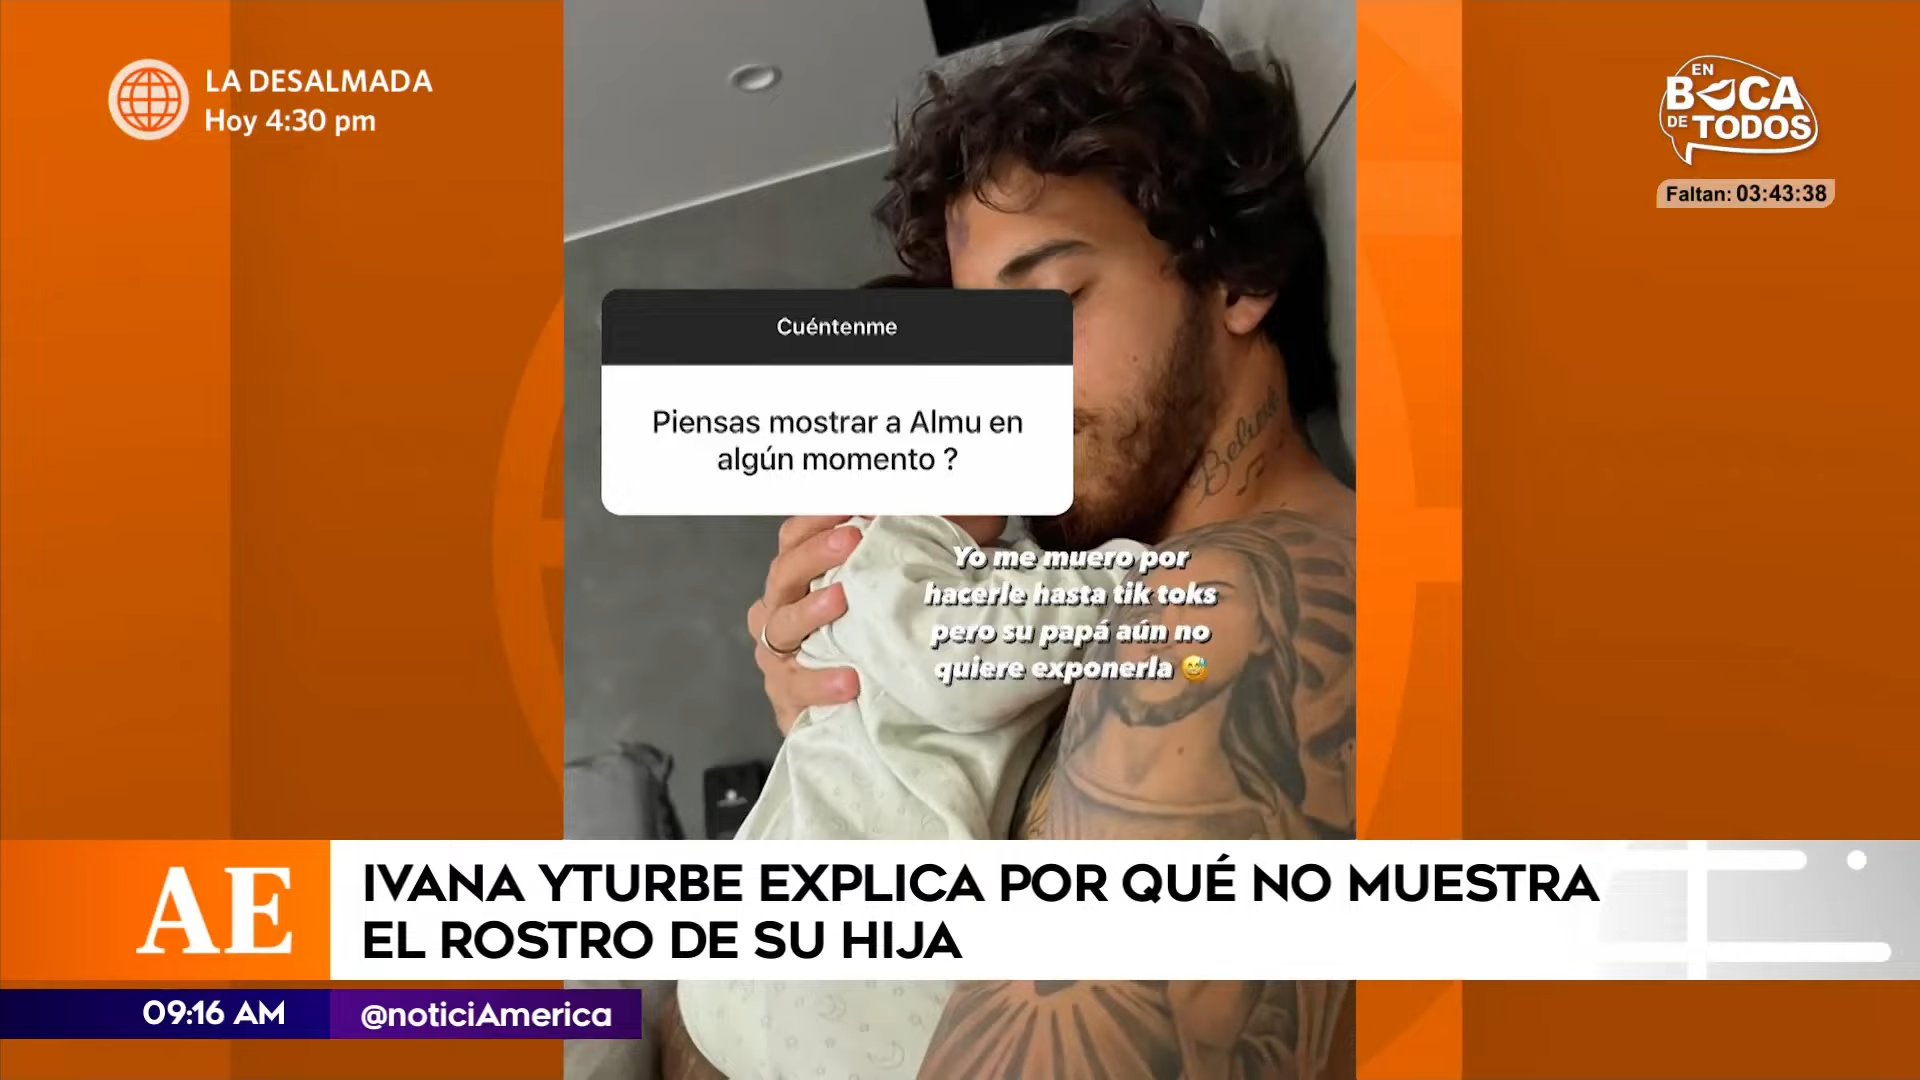 LA DESALMADA
Hoy 4:30 pm
EN
BOCA
DE TODOS
Faltan: 03:43:38
Cuéntenme
Piensas mostrar a Almu en
algún momento ?
Believe
Yo me muero por
hacerle hasta tik toks
pero su papá aún no
quiere exponerla 😅
AE
IVANA YTURBE EXPLICA POR QUÉ NO MUESTRA
EL ROSTRO DE SU HIJA
09:16 AM
@noticiAmerica